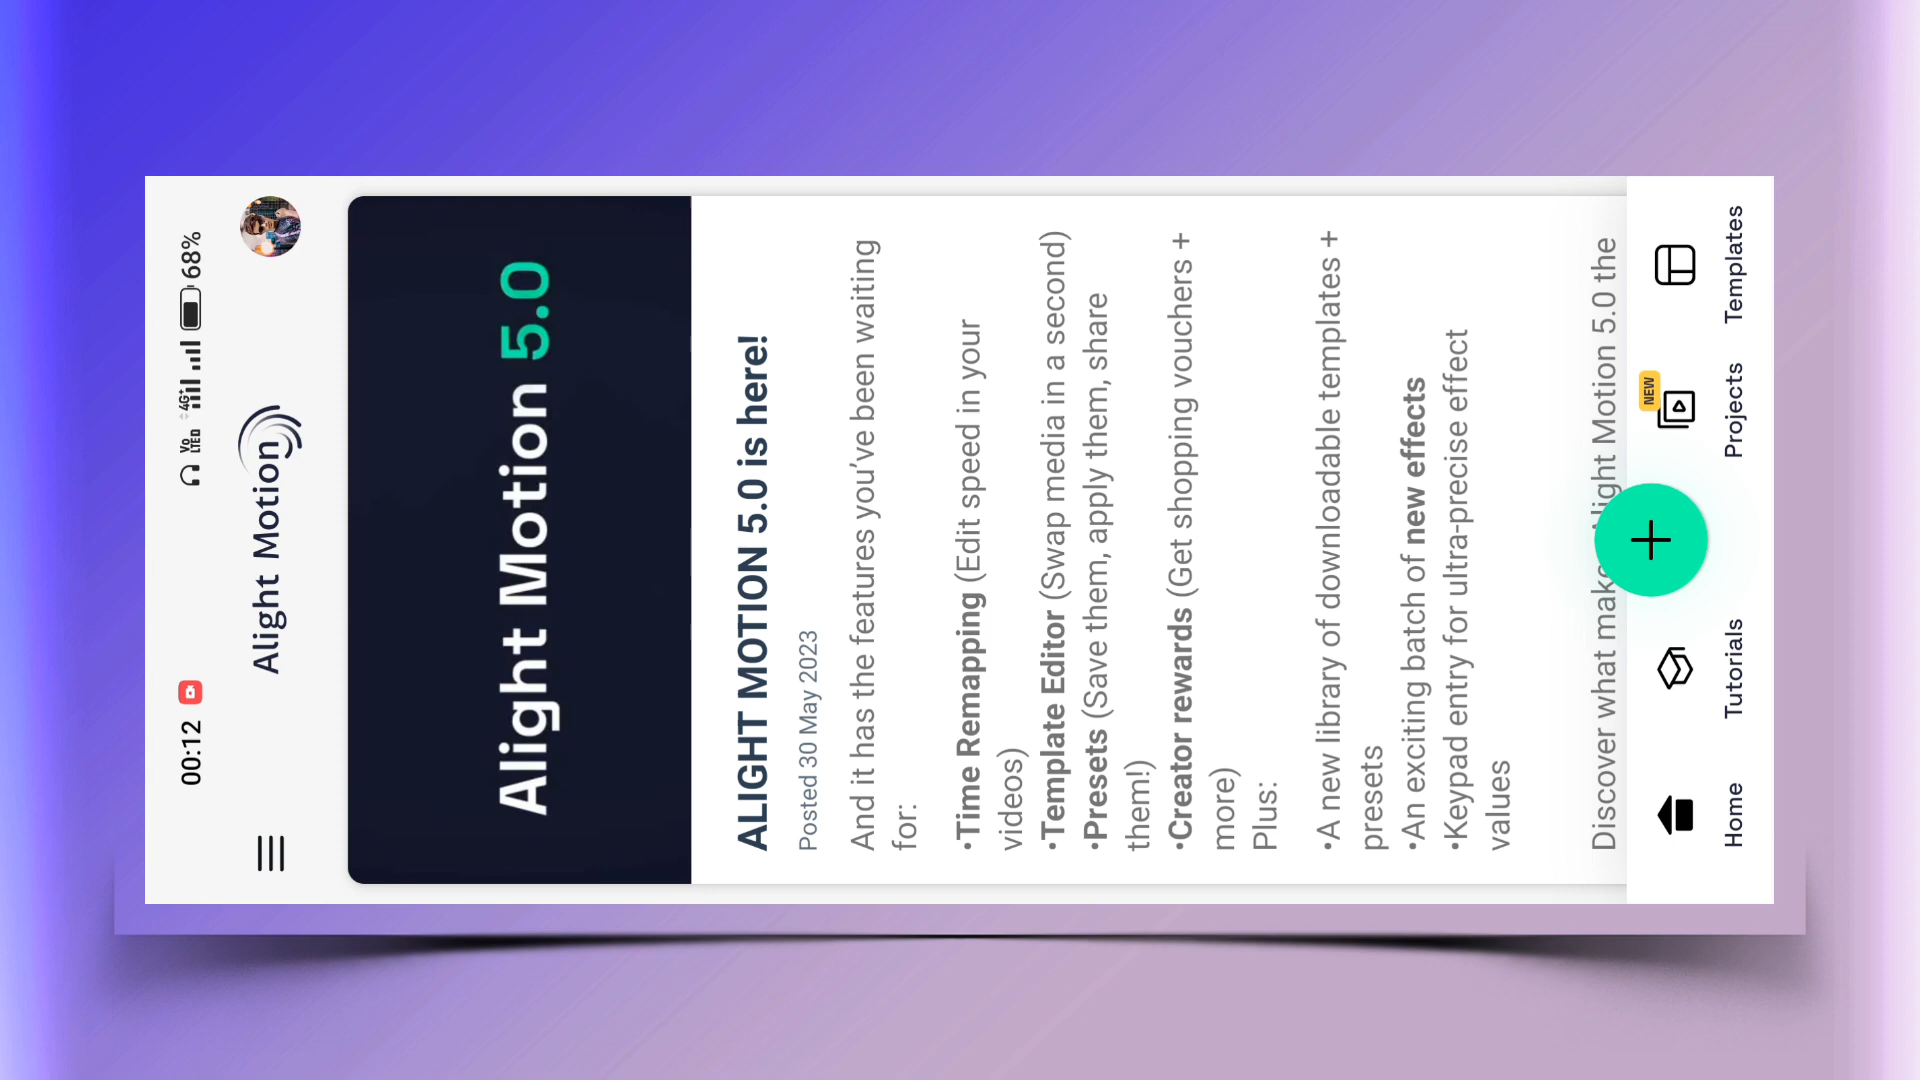 00:12
Vo LTE 4G+ 68%
Alight Motion
Alight Motion 5.0
ALIGHT MOTION 5.0 is here!
Posted 30 May 2023
And it has the features you've been waiting
for:
•Time Remapping (Edit speed in your
videos)
•Template Editor (Swap media in a second)
•Presets (Save them, apply them, share
them!)
•Creator rewards (Get shopping vouchers +
more)
Plus:
•A new library of downloadable templates +
presets
•An exciting batch of new effects
•Keypad entry for ultra-precise effect
values
Discover what make Alight Motion 5.0 the
Home
Tutorials
NEW
Projects
Templates